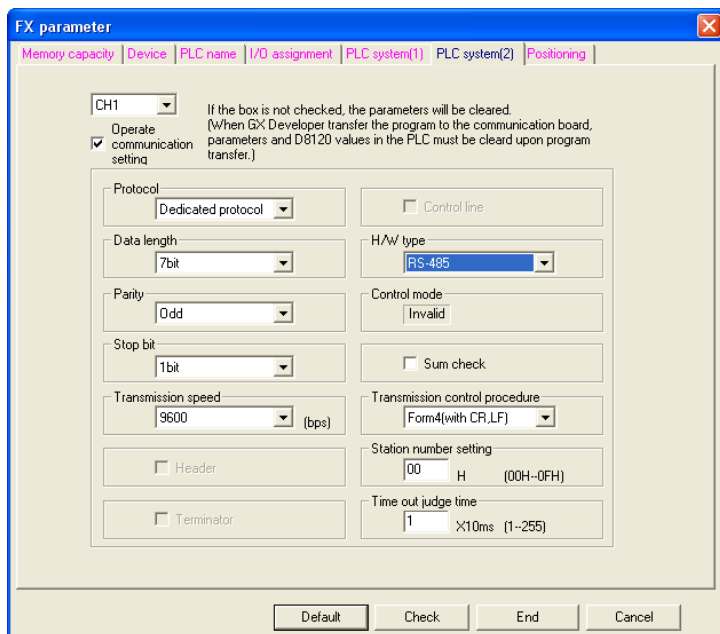 FX parameter
Memory capacity Device PLC name I/O assignment PLC system(1) PLC system(2) Positioning
CH1
If the box is not checked, the parameters will be cleared.
(When GX Developer transfer the program to the communication board,
parameters and D8120 values in the PLC must be cleard upon program
transfer.)
Operate
communication
setting
Protocol
Dedicated protocol
Control line
Data length
7bit
H/W type
RS-485
Parity
Odd
Control mode
Invalid
Stop bit
1bit
Sum check
Transmission speed
9600 (bps)
Transmission control procedure
Form4(with CR,LF)
Header
Station number setting
00 H (00H--0FH)
Terminator
Time out judge time
1 X10ms (1--255)
Default Check End Cancel